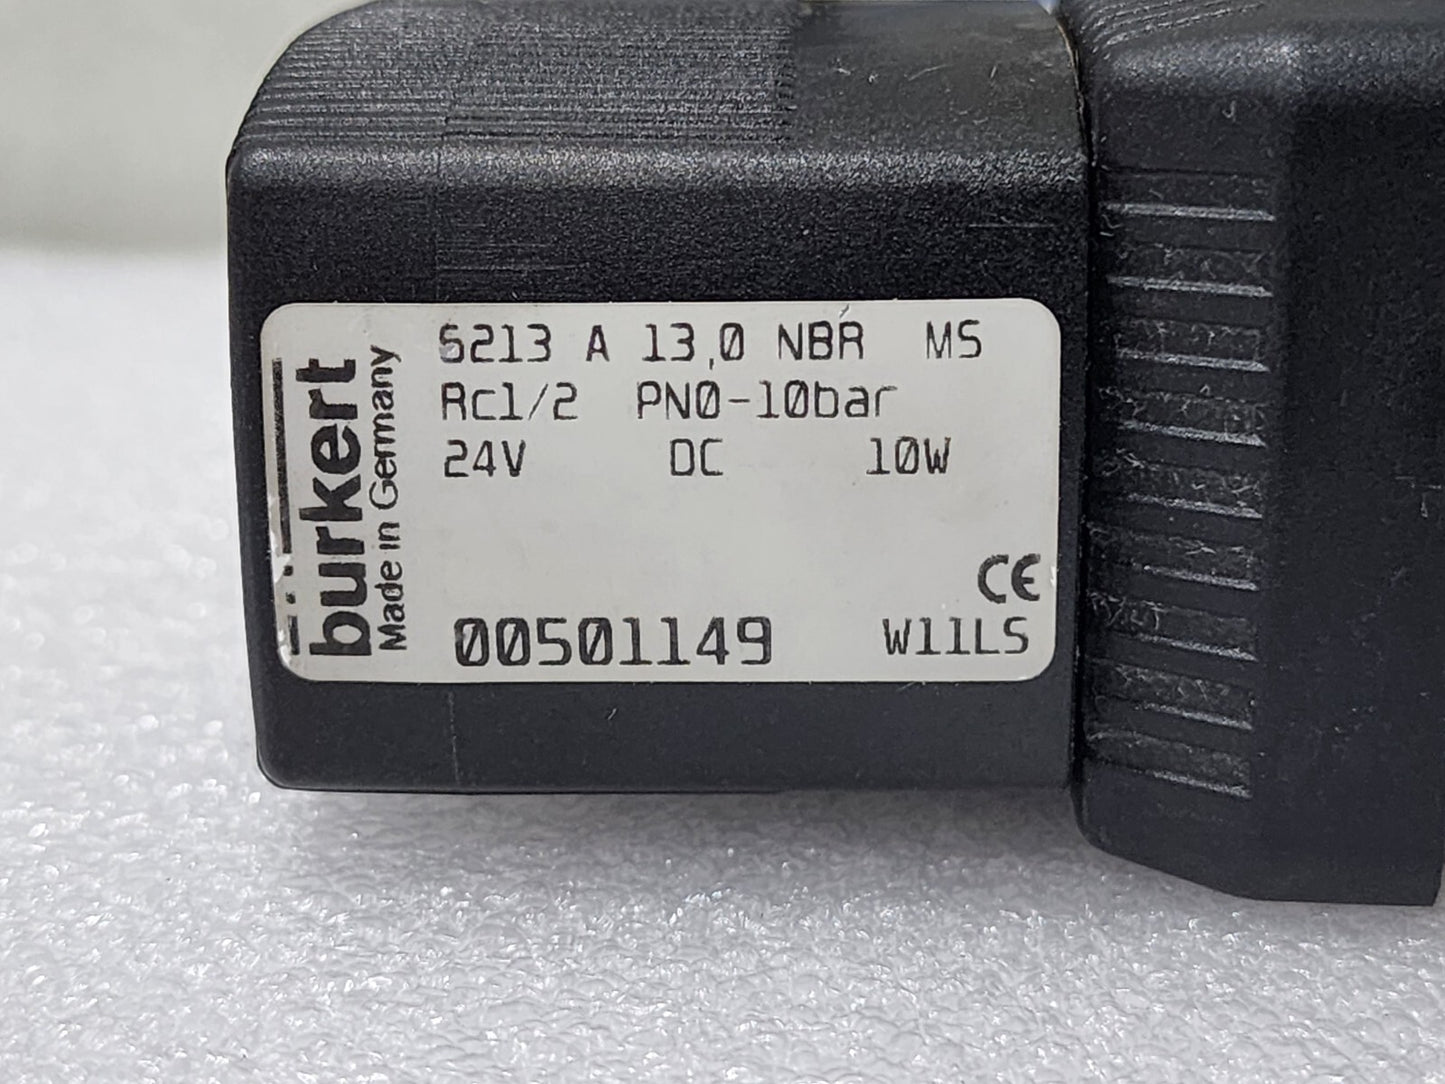 burkert
Made in Germany
6213 A 13,0 NBR MS
Rc1/2 PN0-10bar
24V DC 10W
CE
00501149 W11LS